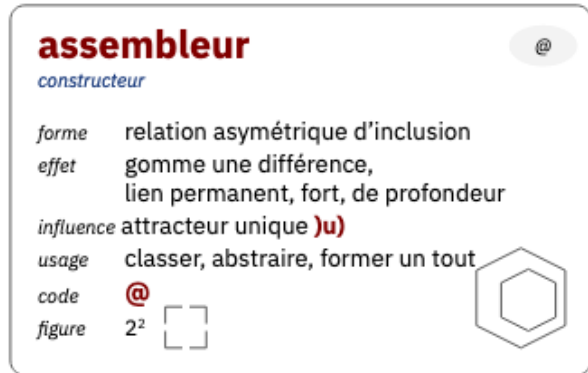 assembleur
@
constructeur
forme relation asymétrique d’inclusion
effet gomme une différence,
lien permanent, fort, de profondeur
influence attracteur unique )u)
usage classer, abstraire, former un tout
code @
figure 2²